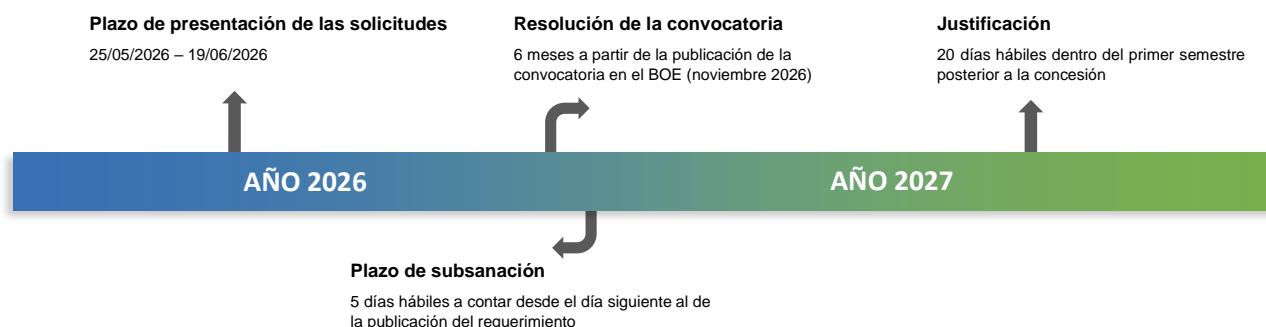 Plazo de presentación de las solicitudes
25/05/2026 – 19/06/2026
Resolución de la convocatoria
6 meses a partir de la publicación de la
convocatoria en el BOE (noviembre 2026)
Justificación
20 días hábiles dentro del primer semestre
posterior a la concesión
AÑO 2026
AÑO 2027
Plazo de subsanación
5 días hábiles a contar desde el día siguiente al de
la publicación del requerimiento